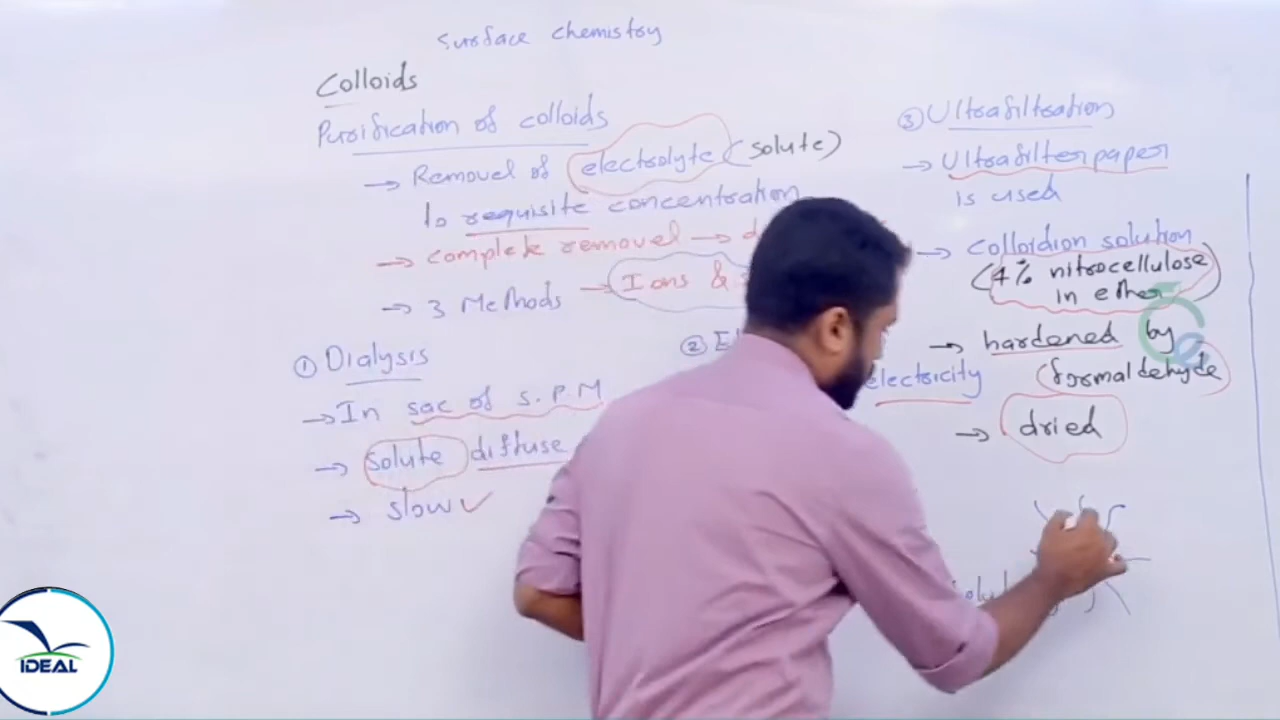 Surface chemistry
Colloids
Purification of colloids
→ Removel of electrolyte (solute)
to requisite concentration
→ complete removel →
→ Ions &
→ 3 Methods
① Dialysis
→ In sac of S.P.M
→ solute diffuse
→ slow ✓
②
electricity
③ Ultrafiltration
→ Ultrafilter paper
is used
→ colloidion solution
(4% nitrocellulose
in ether)
→ hardened by
formaldehyde
→ dried
IDEAL